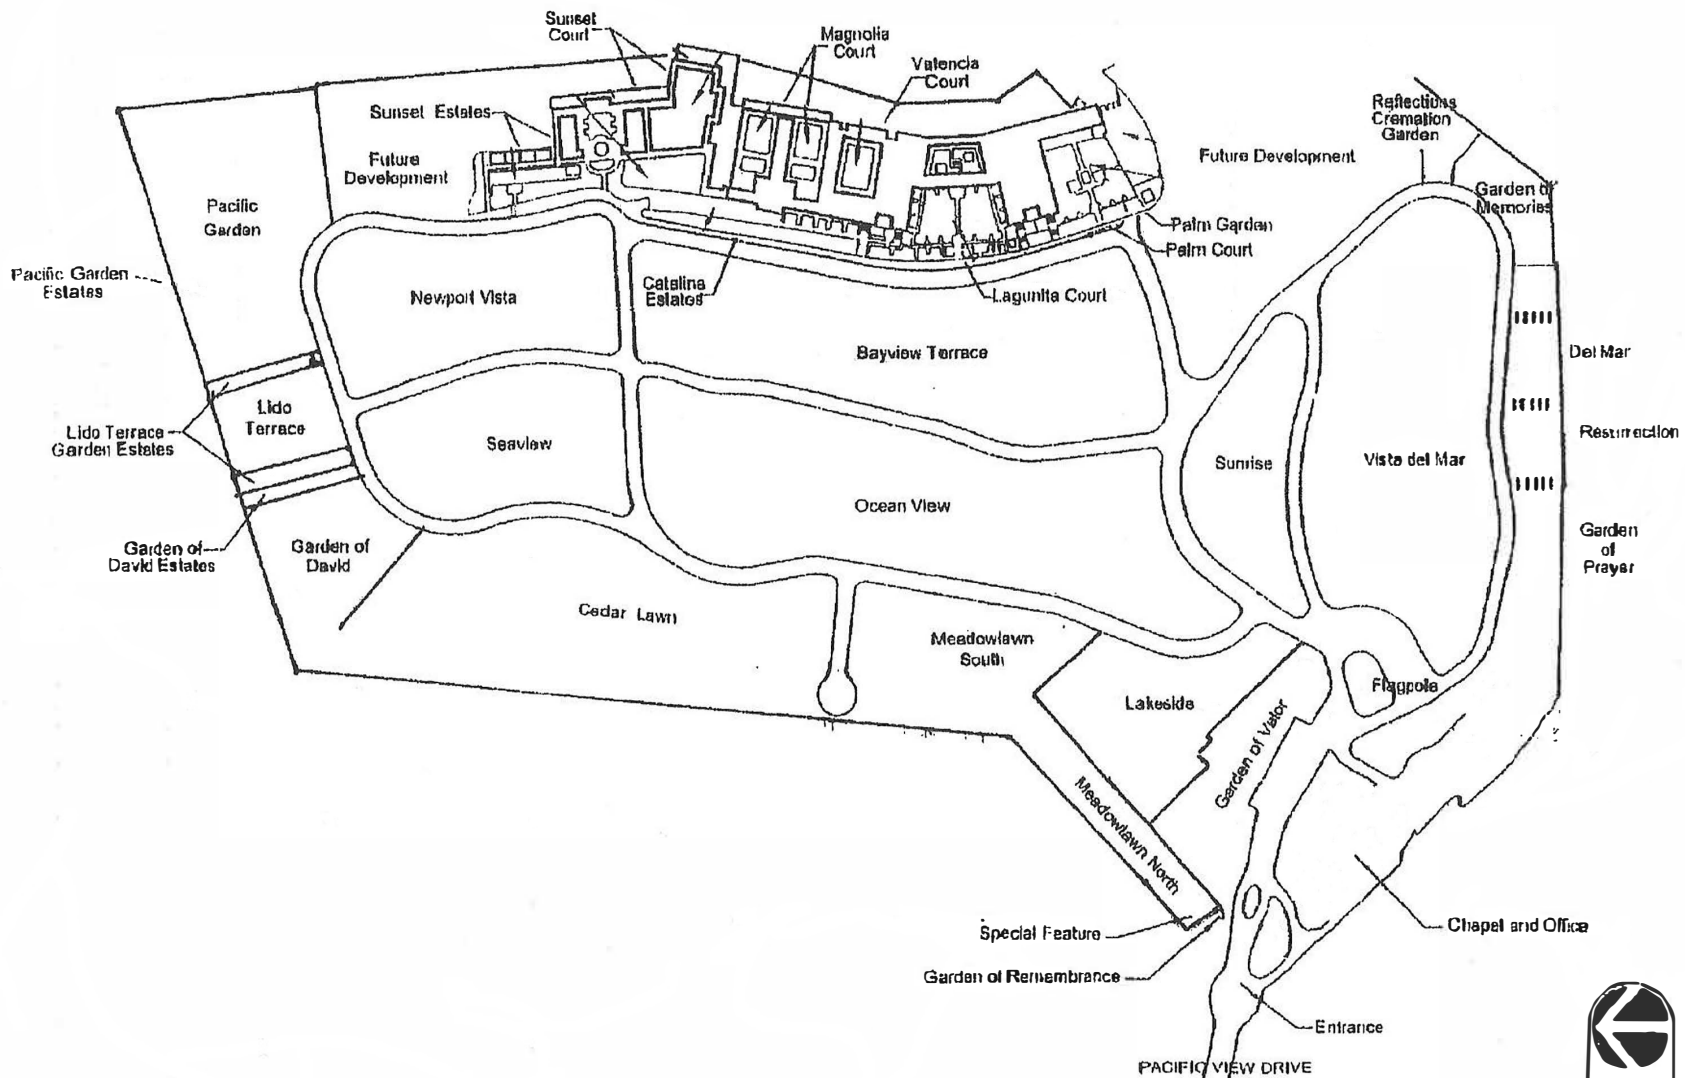 Sunset
Court
Magnolia
Court
Valencia
Court
Reflections
Cremation
Garden
Sunset Estates
Future
Development
Future Development
Garden of
Memories
Pacific
Garden
Palm Garden
Palm Court
Pacific Garden
Estates
Newport Vista
Catalina
Estates
Lagunita Court
Bayview Terrace
Del Mar
Lido
Terrace
Lido Terrace
Garden Estates
Seaview
Sunrise
Vista del Mar
Resurrection
Ocean View
Garden
of
Prayer
Garden of
David Estates
Garden of
David
Cedar Lawn
Meadowlawn
South
Lakeside
Flagpole
Garden of Valor
Meadowlawn North
Special Feature
Chapel and Office
Garden of Remembrance
Entrance
PACIFIC VIEW DRIVE